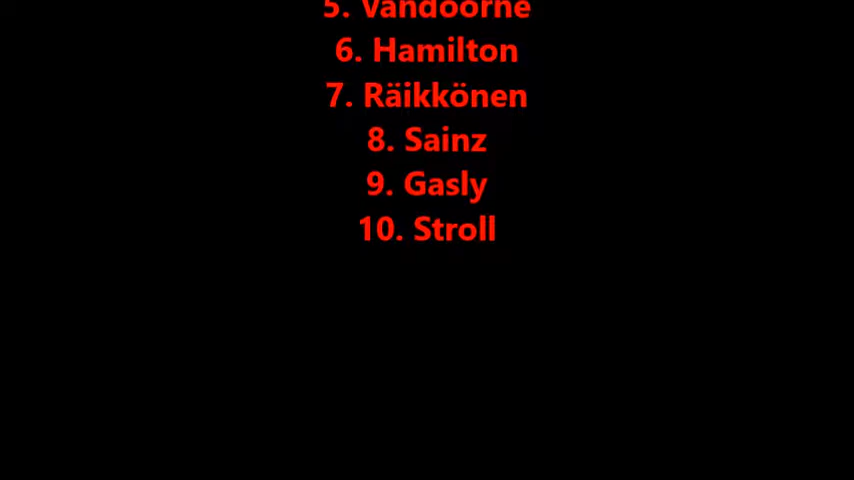 5. Vandoorne
6. Hamilton
7. Räikkönen
8. Sainz
9. Gasly
10. Stroll